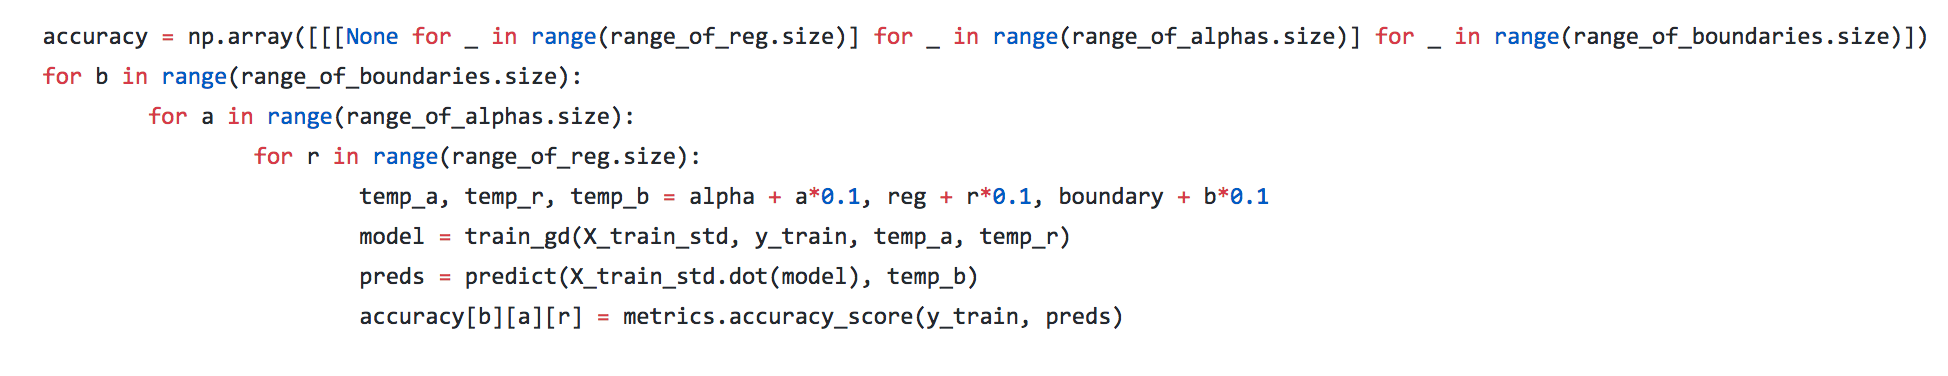 accuracy = np.array([[[None for _ in range(range_of_reg.size)] for _ in range(range_of_alphas.size)] for _ in range(range_of_boundaries.size)])
for b in range(range_of_boundaries.size):
        for a in range(range_of_alphas.size):
                for r in range(range_of_reg.size):
                        temp_a, temp_r, temp_b = alpha + a*0.1, reg + r*0.1, boundary + b*0.1
                        model = train_gd(X_train_std, y_train, temp_a, temp_r)
                        preds = predict(X_train_std.dot(model), temp_b)
                        accuracy[b][a][r] = metrics.accuracy_score(y_train, preds)